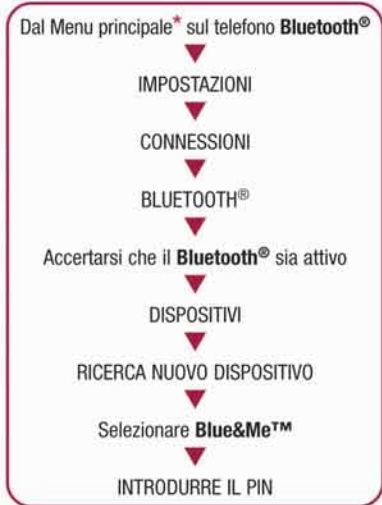 Dal Menu principale* sul telefono Bluetooth®
IMPOSTAZIONI
CONNESSIONI
BLUETOOTH®
Accertarsi che il Bluetooth® sia attivo
DISPOSITIVI
RICERCA NUOVO DISPOSITIVO
Selezionare Blue&Me™
INTRODURRE IL PIN